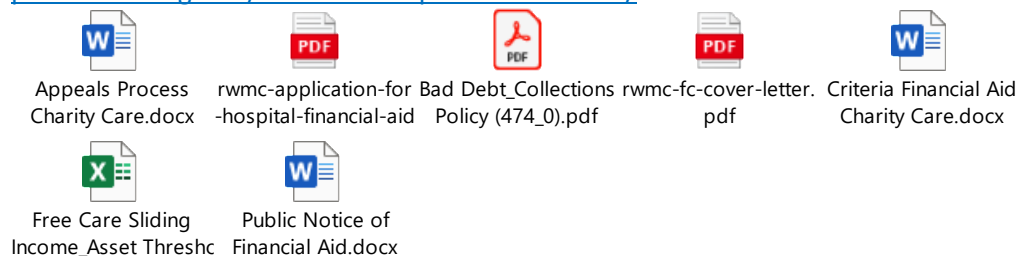 W PDF PDF PDF W
Appeals Process rwmc-application-for Bad Debt_Collections rwmc-fc-cover-letter. Criteria Financial Aid
Charity Care.docx -hospital-financial-aid Policy (474_0).pdf pdf Charity Care.docx
X W
Free Care Sliding Public Notice of
Income_Asset Thresho Financial Aid.docx